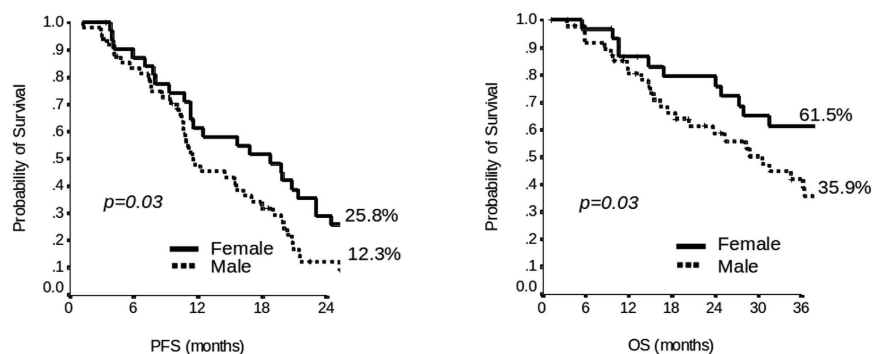 1.0
.9
.8
.7
.6
.5
.4
.3
.2
.1
0.0
Probability of Survival
p=0.03
25.8%
12.3%
Female
Male
0 6 12 18 24
PFS (months)
1.0
.9
.8
.7
.6
.5
.4
.3
.2
.1
0.0
Probability of Survival
p=0.03
61.5%
35.9%
Female
Male
0 6 12 18 24 30 36
OS (months)